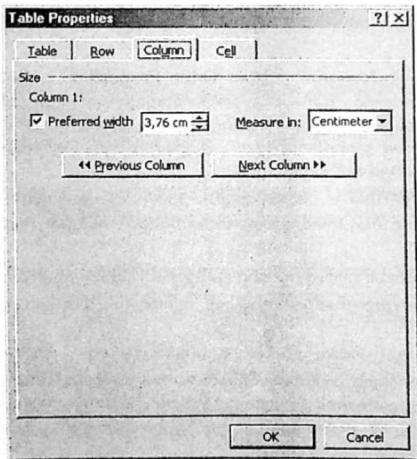 Table Properties
Table Row Column Cell
Size
Column 1:
Preferred width 3,76 cm Measure in: Centimeter
Previous Column Next Column
OK Cancel